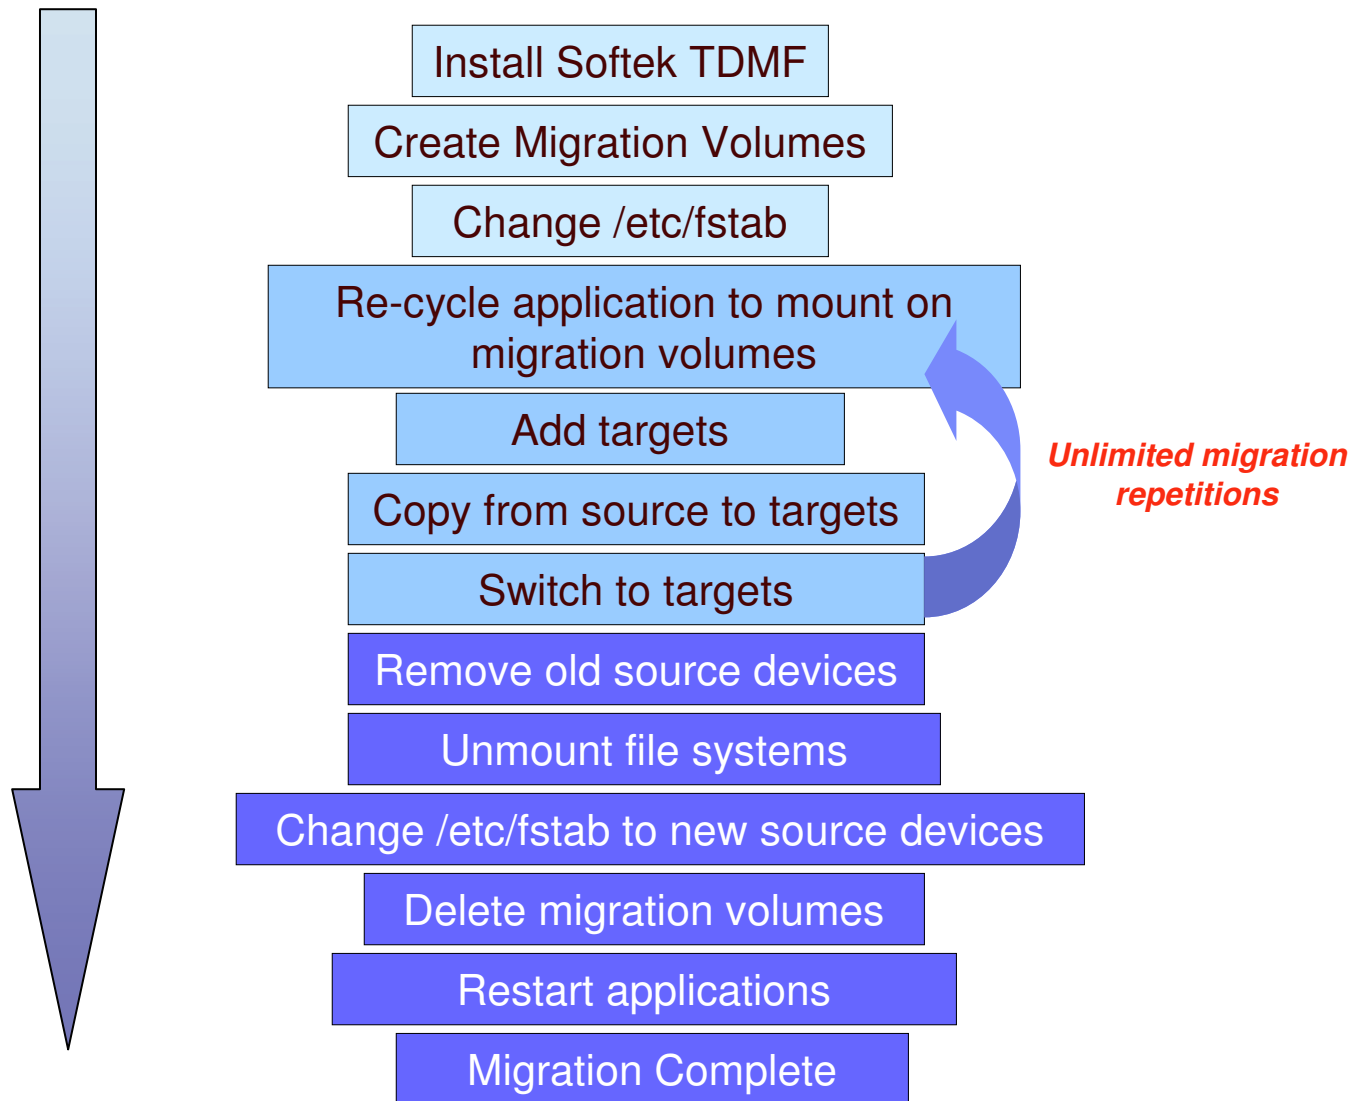 Install Softek TDMF
Create Migration Volumes
Change /etc/fstab
Re-cycle application to mount on
migration volumes
Add targets
Copy from source to targets
Switch to targets
Unlimited migration
repetitions
Remove old source devices
Unmount file systems
Change /etc/fstab to new source devices
Delete migration volumes
Restart applications
Migration Complete